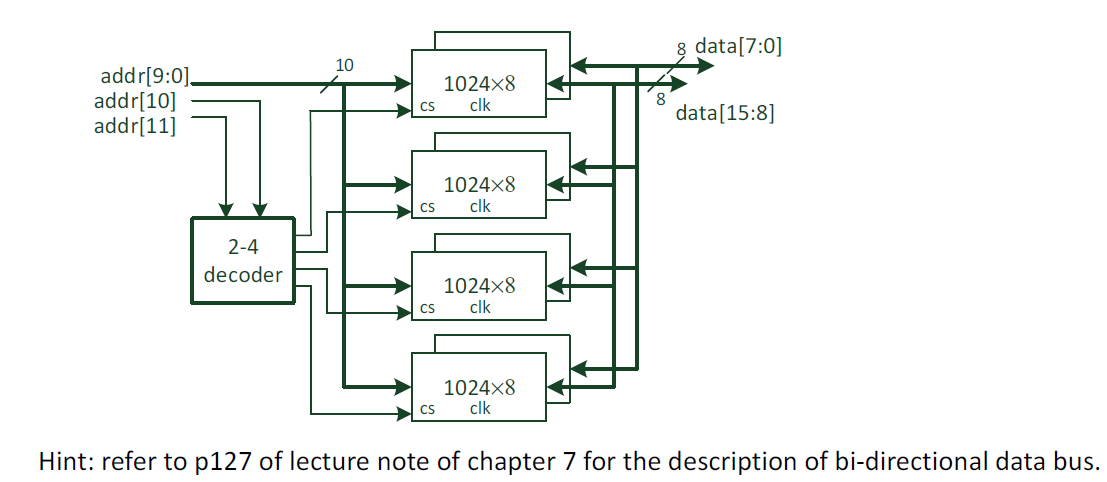 8 data[7:0]
addr[9:0] 10
1024×8
addr[10]
8
addr[11]
cs clk
data[15:8]
1024×8
cs clk
2-4
decoder
1024×8
cs clk
1024×8
cs clk
Hint: refer to p127 of lecture note of chapter 7 for the description of bi-directional data bus.